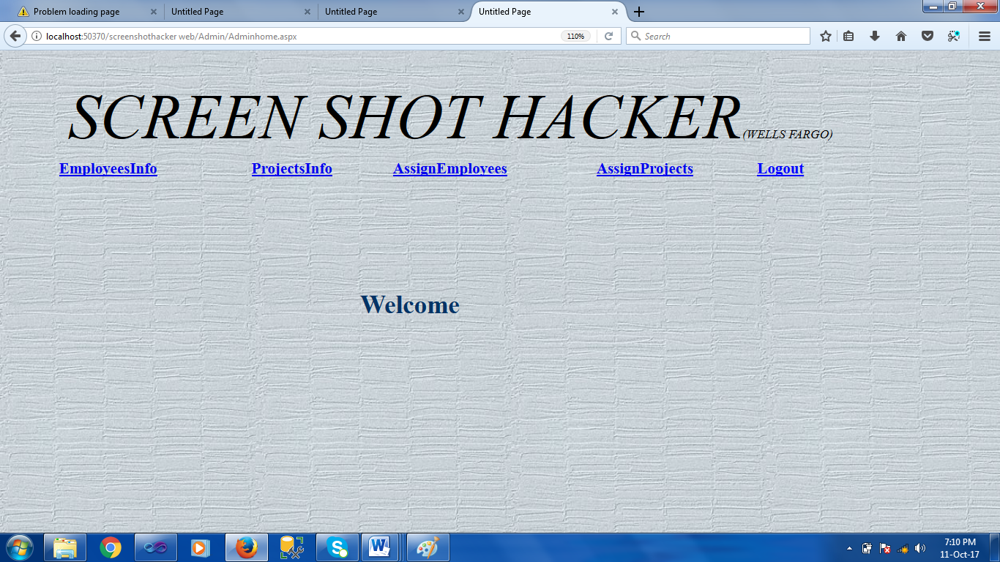 Problem loading page
Untitled Page
Untitled Page
Untitled Page
localhost:50370/screenshothacker web/Admin/Adminhome.aspx
110%
Search
SCREEN SHOT HACKER(WELLS FARGO)
EmployeesInfo ProjectsInfo AssignEmployees AssignProjects Logout
Welcome
7:10 PM
11-Oct-17